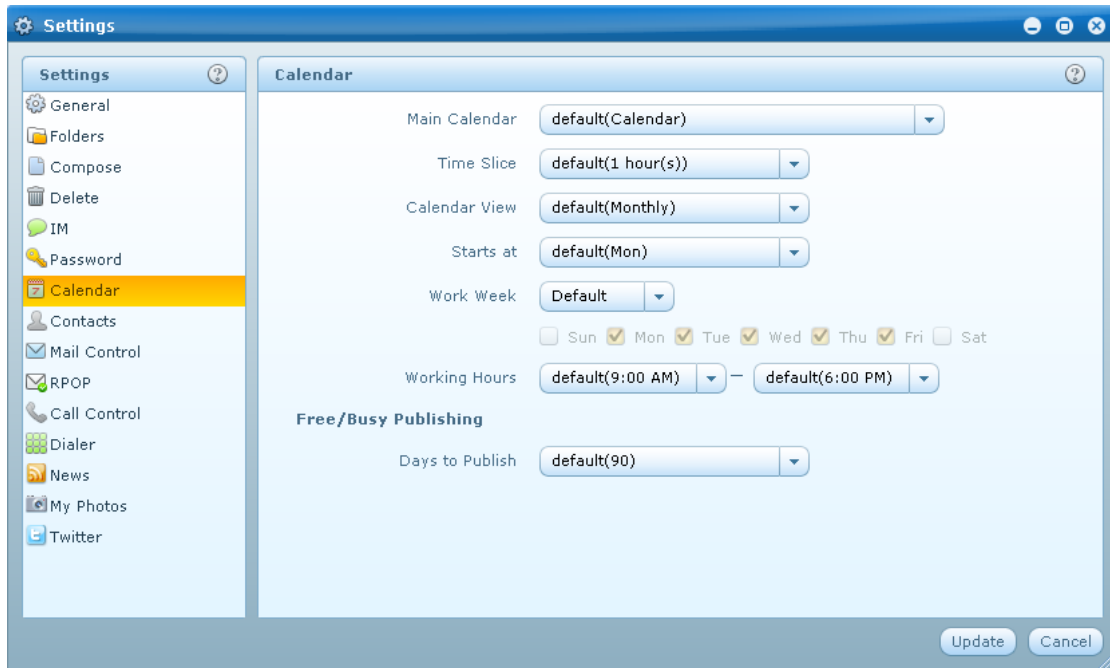 Settings
Settings
General
Folders
Compose
Delete
IM
Password
7 Calendar
Contacts
Mail Control
RPOP
Call Control
Dialer
News
My Photos
t Twitter
?
Calendar
?
Main Calendar default(Calendar)
Time Slice default(1 hour(s))
Calendar View default(Monthly)
Starts at default(Mon)
Work Week Default
Sun Mon Tue Wed Thu Fri Sat
Working Hours default(9:00 AM) – default(6:00 PM)
Free/Busy Publishing
Days to Publish default(90)
Update Cancel